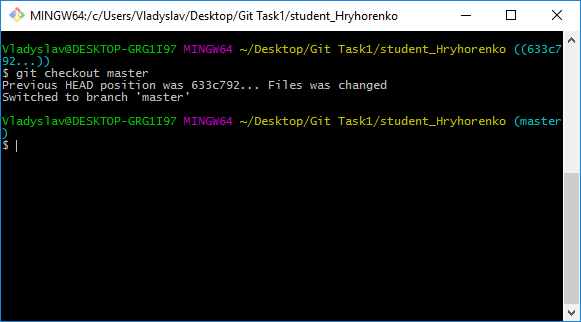 MINGW64:/c/Users/Vladyslav/Desktop/Git Task1/student_Hryhorenko
Vladyslav@DESKTOP-GRG1I97 MINGW64 ~/Desktop/Git Task1/student_Hryhorenko ((633c7
92...))
$ git checkout master
Previous HEAD position was 633c792... Files was changed
Switched to branch 'master'
Vladyslav@DESKTOP-GRG1I97 MINGW64 ~/Desktop/Git Task1/student_Hryhorenko (master
)
$